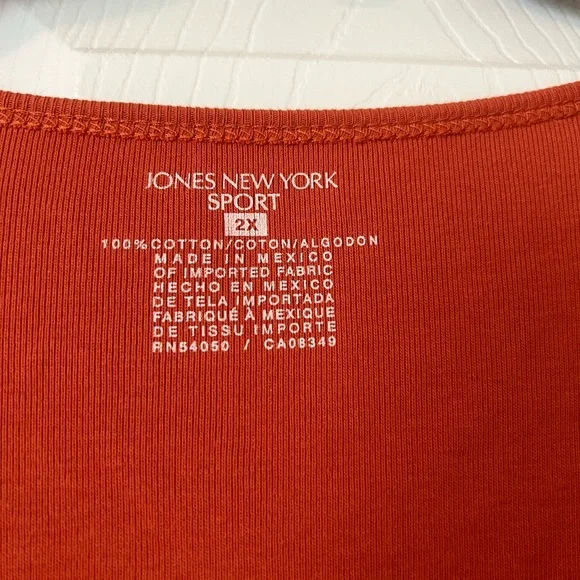 JONES NEW YORK
SPORT
2X
100% COTTON/COTON/ALGODON
MADE IN MEXICO
OF IMPORTED FABRIC
HECHO EN MEXICO
DE TELA IMPORTADA
FABRIQUÉ À MEXIQUE
DE TISSU IMPORTE
RN54050 / CA08349